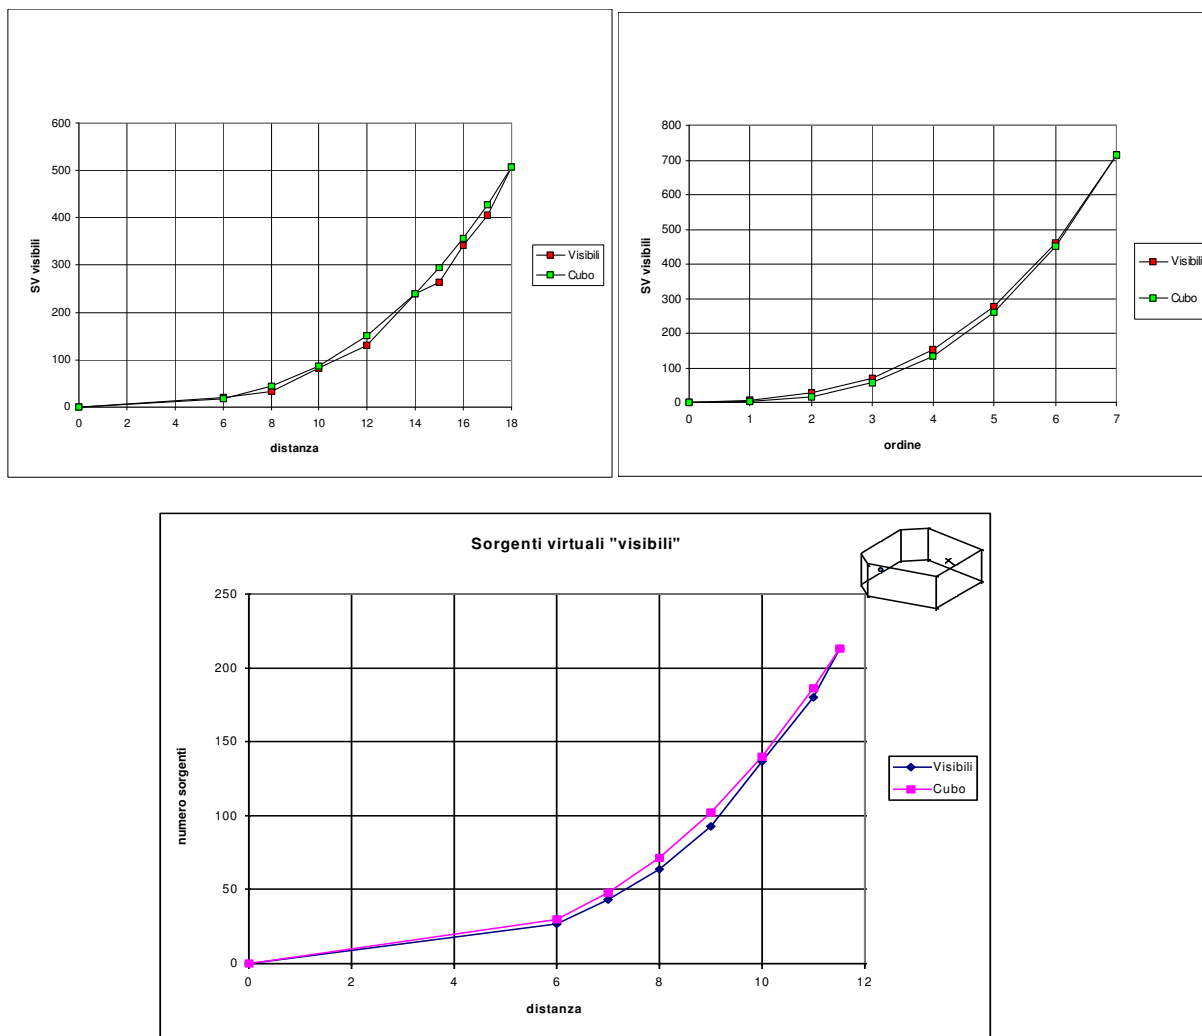 600
500
400
300
200
100
0
SV visibili
0 2 4 6 8 10 12 14 16 18
distanza
Visibili
Cubo
800
700
600
500
400
300
200
100
0
SV visibili
0 1 2 3 4 5 6 7
ordine
Visibili
Cubo
Sorgenti virtuali "visibili"
250
200
150
100
50
0
numero sorgenti
0 2 4 6 8 10 12
distanza
Visibili
Cubo